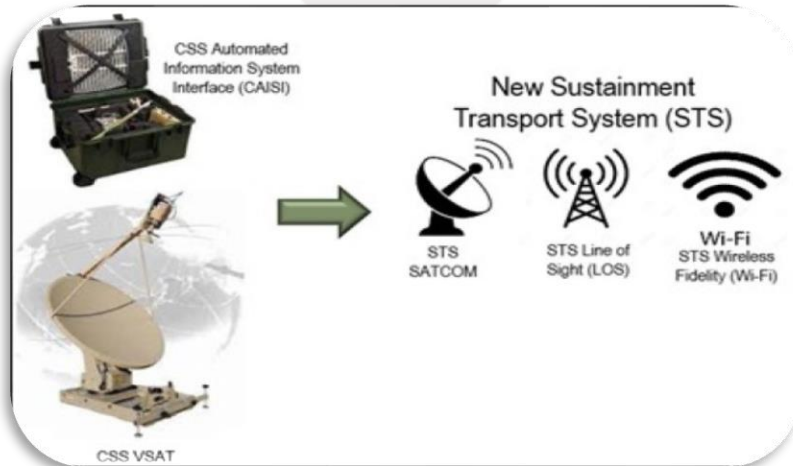 CSS Automated
Information System
Interface (CAISI)
New Sustainment
Transport System (STS)
STS
SATCOM
STS Line of
Sight (LOS)
Wi-Fi
STS Wireless
Fidelity (Wi-Fi)
CSS VSAT